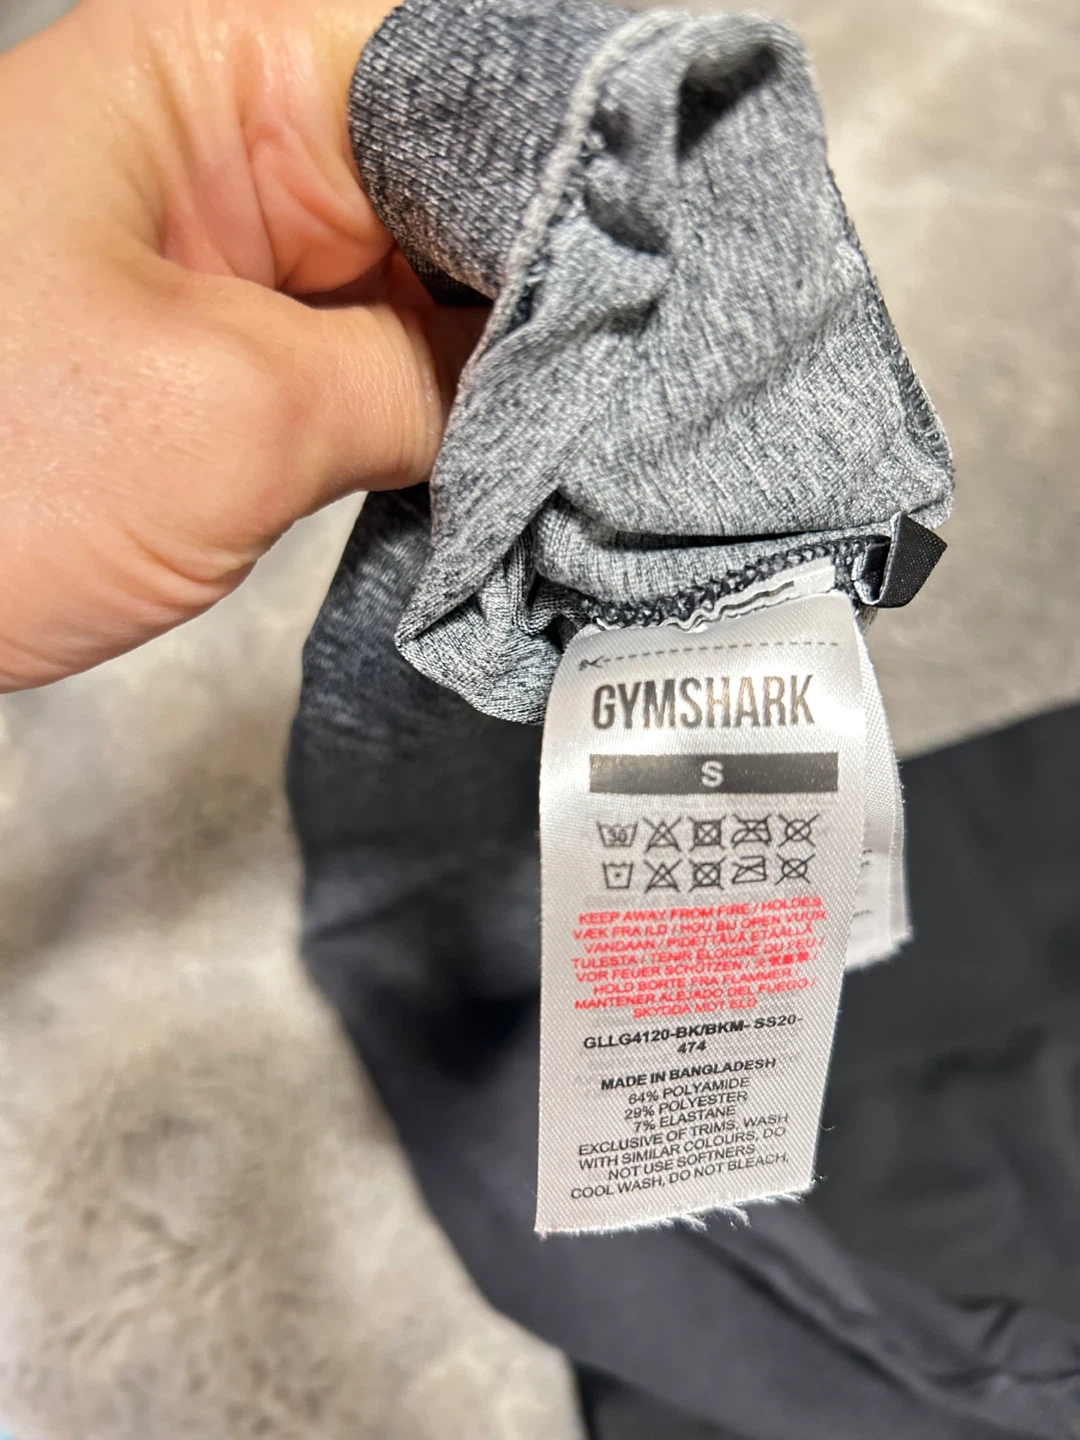 GYMSHARK
S
30
KEEP AWAY FROM FIRE / HOLDES
VÆK FRA ILD / HOU BIJ OPEN VUUR
VANDAAN / PIDETTÄVÄ ETÄÄLLÄ
TULESTA / TENIR ÉLOIGNÉ DU FEU /
VOR FEUER SCHÜTZEN /
HOLD BORTE FRA FLAMMER
MANTENER ALEJADO DEL FUEGO /
SKYDDA MOT ELD
GLLG4120-BK/BKM- SS20-
474
MADE IN BANGLADESH
64% POLYAMIDE
29% POLYESTER
7% ELASTANE
EXCLUSIVE OF TRIMS, WASH
WITH SIMILAR COLOURS, DO
NOT USE SOFTNERS,
COOL WASH, DO NOT BLEACH,